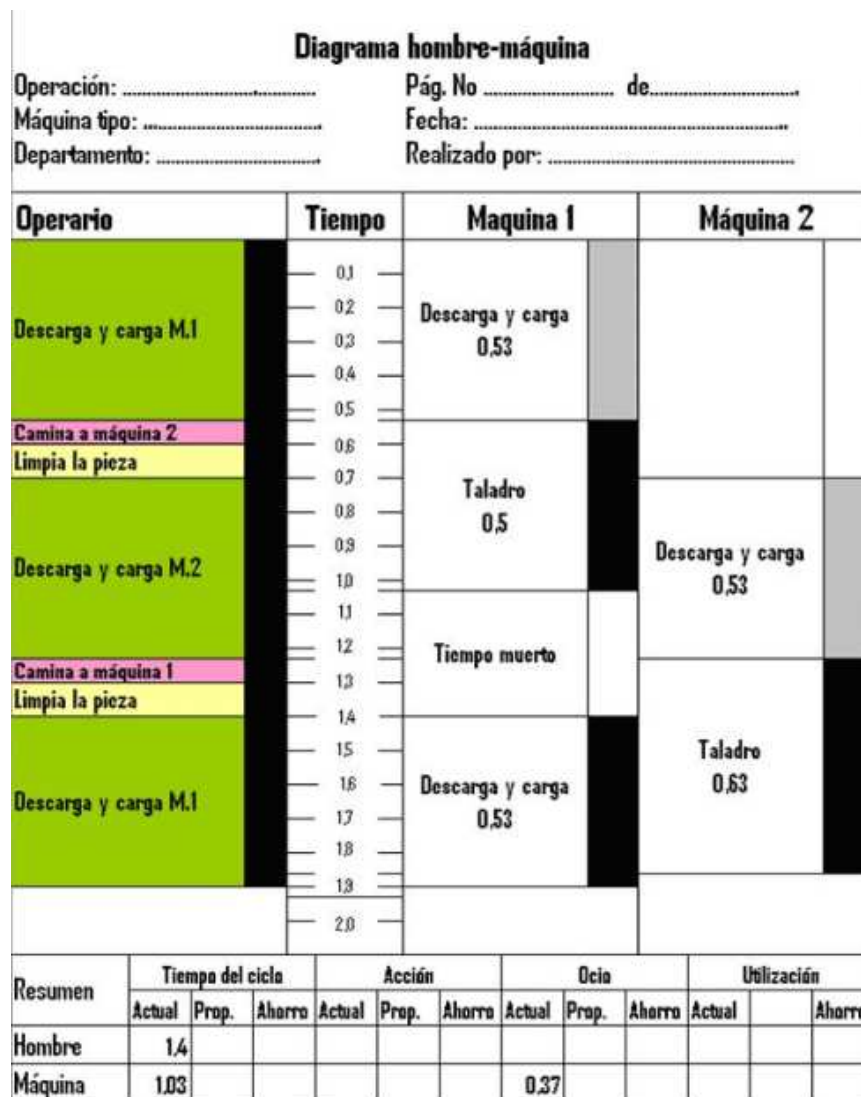 Diagrama hombre-máquina
Operación: ............................................ Pág. No ............................. de.................................
Máquina tipo: ........................................ Fecha: ......................................................................
Departamento: ..................................... Realizado por: ......................................................
Operario Tiempo Maquina 1 Máquina 2
0,1
0,2
Descarga y carga M.1 0,3 Descarga y carga
0,53
0,4
0,5
Camina a máquina 2
Limpia la pieza 0,6
0,7
Taladro
0,8
0,5
0,9
Descarga y carga M.2 1,0 Descarga y carga
0,53
1,1
1,2 Tiempo muerto
Camina a máquina 1
Limpia la pieza 1,3
1,4
1,5 Taladro
1,6 Descarga y carga 0,63
Descarga y carga M.1 1,7 0,53
1,8
1,9
2,0
Resumen Tiempo del ciclo Acción Ocio Utilización
Actual Prop. Ahorro Actual Prop. Ahorro Actual Prop. Ahorro Actual Ahorro
Hombre 1,4
Máquina 1,03 0,37